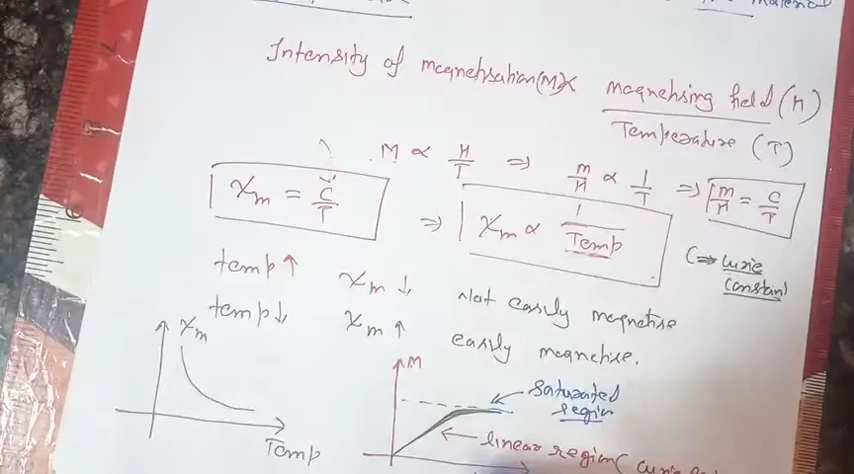 material
Intensity of magnetisation(M)∝ magnetising field (H)
Temperature (T)
M ∝ H/T ⇒ M/H ∝ 1/T ⇒ M/H = C/T
χm = C/T ⇒ χm ∝ 1/Temp
C ⇒ Curie
Constant
temp↑ χm ↓ Not easily magnetise
temp↓ χm ↑ easily magnetise.
χm
Temp
M
Saturated
region
linear region(